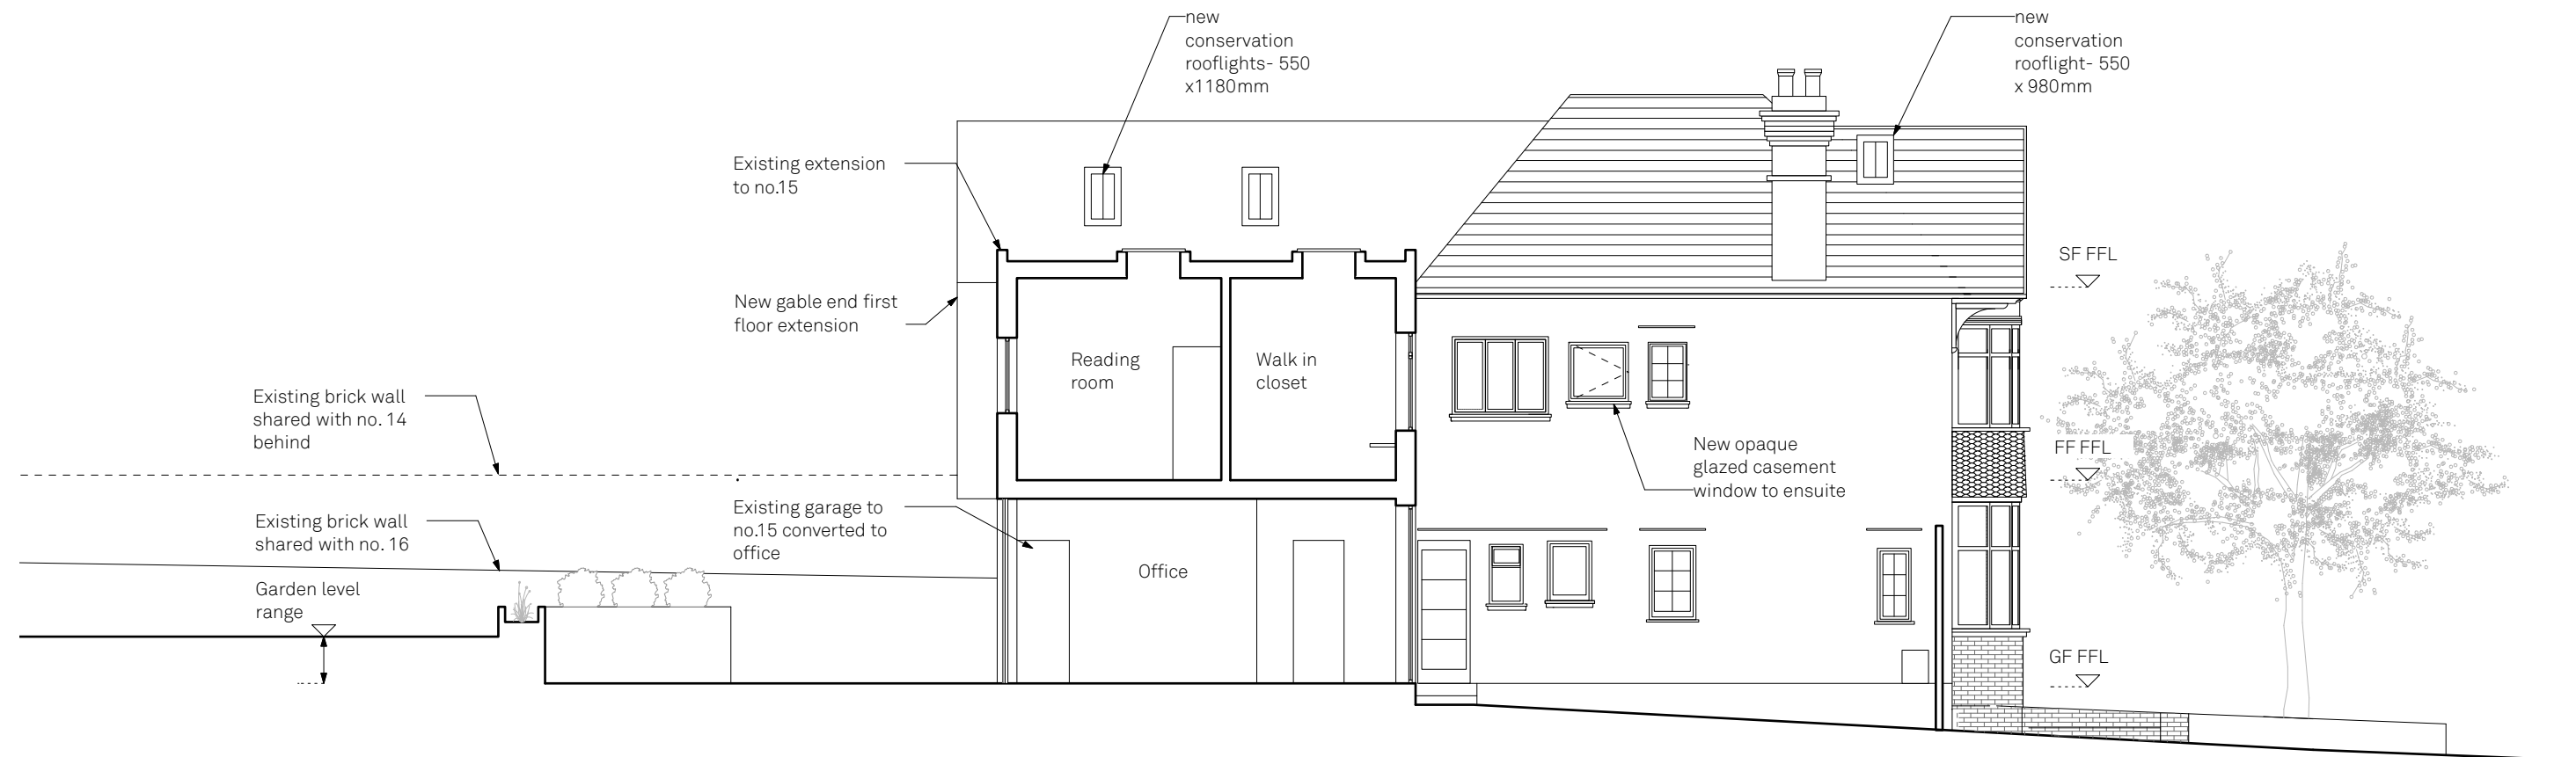 new
conservation
rooflights- 550
x1180mm
new
conservation
rooflight- 550
x 980mm
Existing extension
to no.15
SF FFL
New gable end first
floor extension
Reading
room
Walk in
closet
Existing brick wall
shared with no. 14
behind
New opaque
glazed casement
window to ensuite
FF FFL
Existing garage to
no.15 converted to
office
Existing brick wall
shared with no. 16
Office
Garden level
range
GF FFL